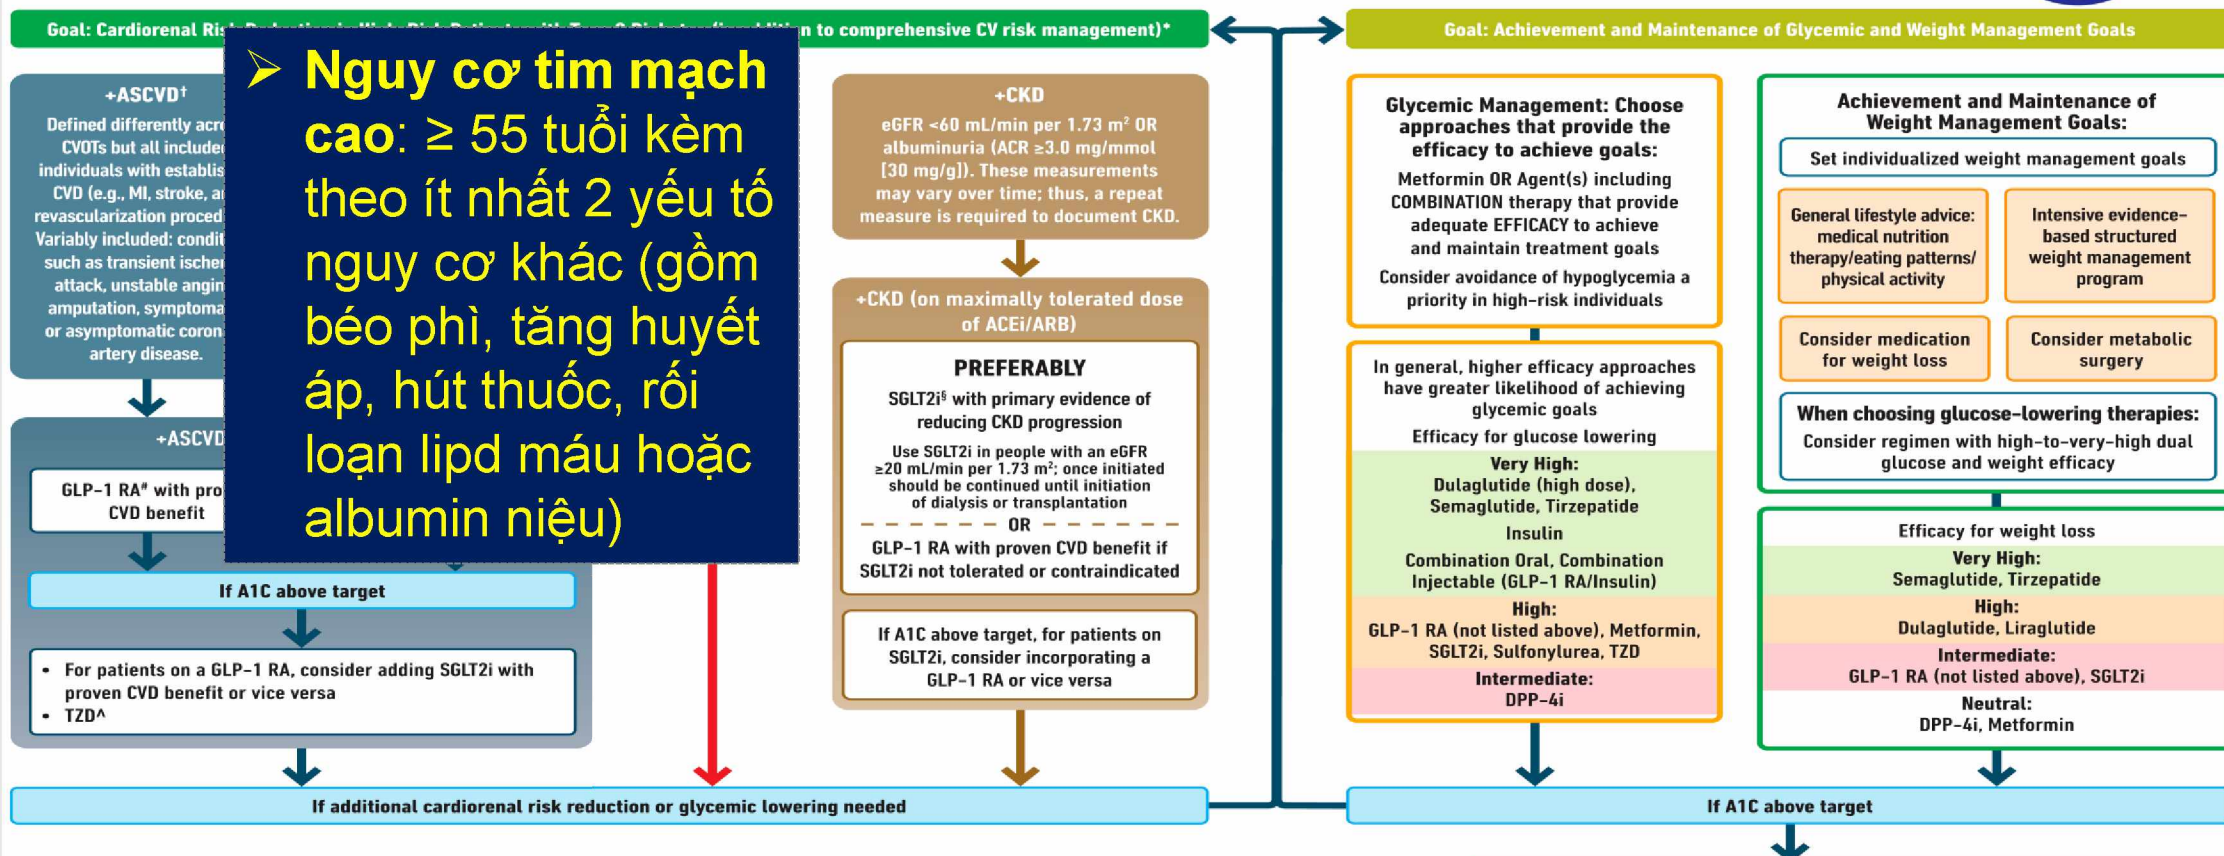 Goal: Cardiorenal
n to comprehensive CV risk management)*
Goal: Achievement and Maintenance of Glycemic and Weight Management Goals
+ASCVD†
Defined differently
CVOTs but all
individuals with
CVD (e.g., MI, stroke,
revascularization
Variably included:
such as transient
attack, unstable
amputation,
or asymptomatic
artery disease.
+ASCVD
GLP-1 RA# with
CVD benefit
If A1C above target
• For patients on a GLP-1 RA, consider adding SGLT2i with
proven CVD benefit or vice versa
• TZD^
➢ Nguy cơ tim mạch
cao: ≥ 55 tuổi kèm
theo ít nhất 2 yếu tố
nguy cơ khác (gồm
béo phì, tăng huyết
áp, hút thuốc, rối
loạn lipd máu hoặc
albumin niệu)
+CKD
eGFR <60 mL/min per 1.73 m² OR
albuminuria (ACR ≥3.0 mg/mmol
[30 mg/g]). These measurements
may vary over time; thus, a repeat
measure is required to document CKD.
+CKD (on maximally tolerated dose
of ACEi/ARB)
PREFERABLY
SGLT2i§ with primary evidence of
reducing CKD progression
Use SGLT2i in people with an eGFR
≥20 mL/min per 1.73 m²; once initiated
should be continued until initiation
of dialysis or transplantation
OR
GLP-1 RA with proven CVD benefit if
SGLT2i not tolerated or contraindicated
If A1C above target, for patients on
SGLT2i, consider incorporating a
GLP-1 RA or vice versa
If additional cardiorenal risk reduction or glycemic lowering needed
Glycemic Management: Choose
approaches that provide the
efficacy to achieve goals:
Metformin OR Agent(s) including
COMBINATION therapy that provide
adequate EFFICACY to achieve
and maintain treatment goals
Consider avoidance of hypoglycemia a
priority in high-risk individuals
In general, higher efficacy approaches
have greater likelihood of achieving
glycemic goals
Efficacy for glucose lowering
Very High:
Dulaglutide (high dose),
Semaglutide, Tirzepatide
Insulin
Combination Oral, Combination
Injectable (GLP-1 RA/Insulin)
High:
GLP-1 RA (not listed above), Metformin,
SGLT2i, Sulfonylurea, TZD
Intermediate:
DPP-4i
Achievement and Maintenance of
Weight Management Goals:
Set individualized weight management goals
General lifestyle advice:
medical nutrition
therapy/eating patterns/
physical activity
Intensive evidence-
based structured
weight management
program
Consider medication
for weight loss
Consider metabolic
surgery
When choosing glucose-lowering therapies:
Consider regimen with high-to-very-high dual
glucose and weight efficacy
Efficacy for weight loss
Very High:
Semaglutide, Tirzepatide
High:
Dulaglutide, Liraglutide
Intermediate:
GLP-1 RA (not listed above), SGLT2i
Neutral:
DPP-4i, Metformin
If A1C above target